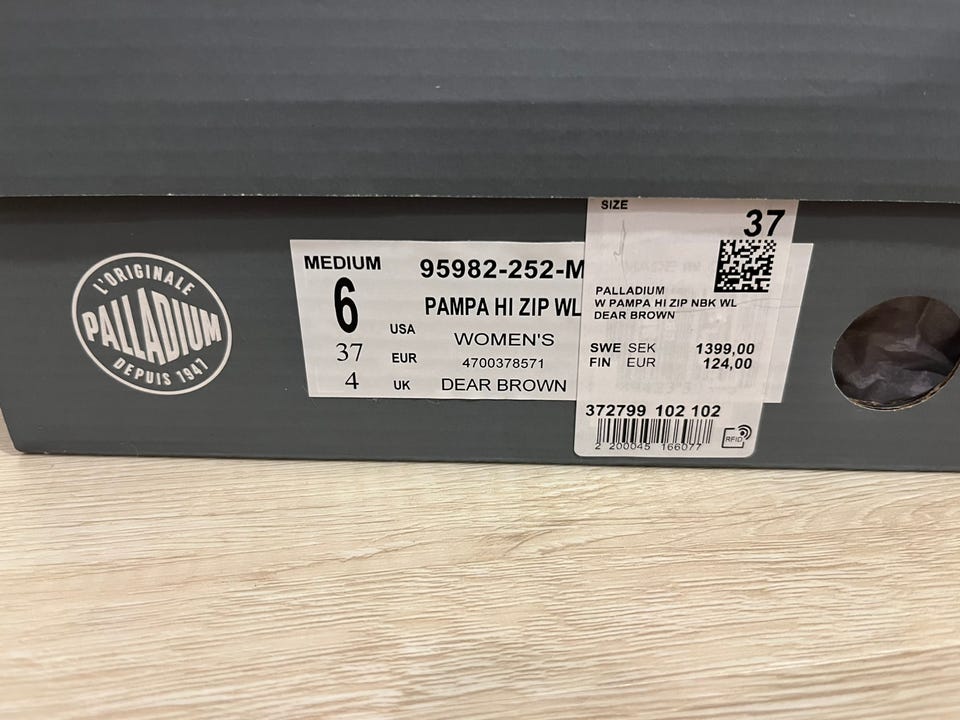 L'ORIGINALE
PALLADIUM
DEPUIS 1947
MEDIUM
6 USA
37 EUR
4 UK
95982-252-M
PAMPA HI ZIP WL
WOMEN'S
4700378571
DEAR BROWN
SIZE
37
PALLADIUM
W PAMPA HI ZIP NBK WL
DEAR BROWN
SWE SEK 1399,00
FIN EUR 124,00
372799 102 102
2 200045 166077
RFID